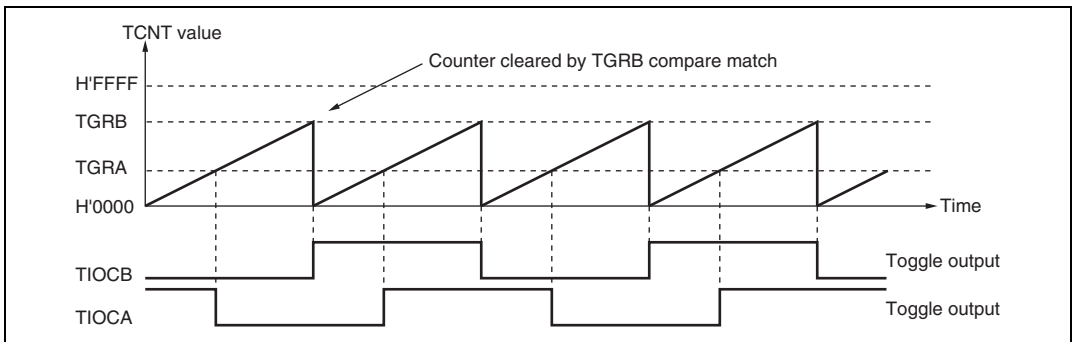 TCNT value
Counter cleared by TGRB compare match
H'FFFF
TGRB
TGRA
H'0000
Time
TIOCB
Toggle output
TIOCA
Toggle output